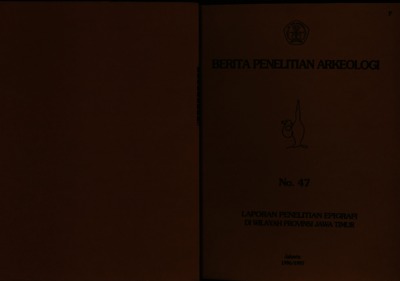 BERITA PENELITIAN ARKEOLOGI
No. 47
LAPORAN PENELITIAN EPIGRAFI
DI WILAYAH PROVINSI JAWA TIMUR